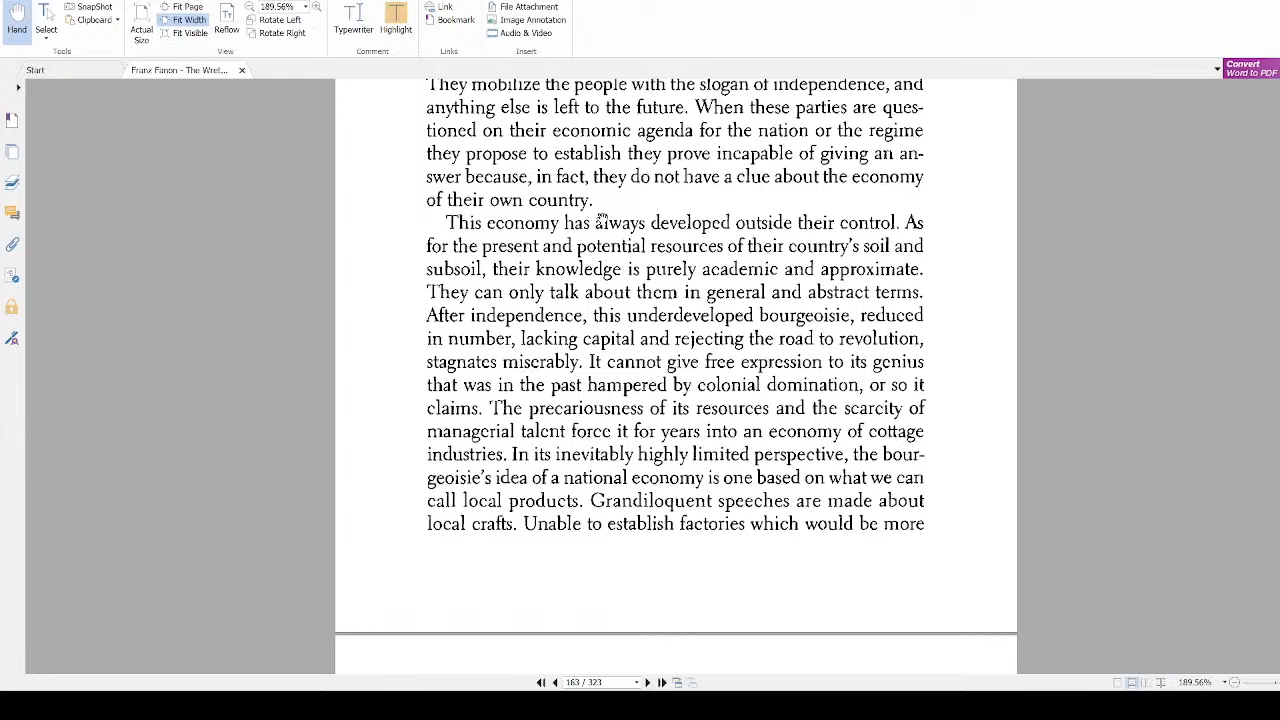 SnapShot
Clipboard
Hand
Select
Tools
Actual
Size
Fit Page
Fit Width
Fit Visible
Reflow
189.56%
Rotate Left
Rotate Right
View
Typewriter
Highlight
Comment
Link
Bookmark
Links
File Attachment
Image Annotation
Audio & Video
Insert
Start
Franz Fanon - The Wret...
Convert
Word to PDF
They mobilize the people with the slogan of independence, and
anything else is left to the future. When these parties are ques-
tioned on their economic agenda for the nation or the regime
they propose to establish they prove incapable of giving an an-
swer because, in fact, they do not have a clue about the economy
of their own country.
This economy has always developed outside their control. As
for the present and potential resources of their country's soil and
subsoil, their knowledge is purely academic and approximate.
They can only talk about them in general and abstract terms.
After independence, this underdeveloped bourgeoisie, reduced
in number, lacking capital and rejecting the road to revolution,
stagnates miserably. It cannot give free expression to its genius
that was in the past hampered by colonial domination, or so it
claims. The precariousness of its resources and the scarcity of
managerial talent force it for years into an economy of cottage
industries. In its inevitably highly limited perspective, the bour-
geoisie's idea of a national economy is one based on what we can
call local products. Grandiloquent speeches are made about
local crafts. Unable to establish factories which would be more
163 / 323
189.56%